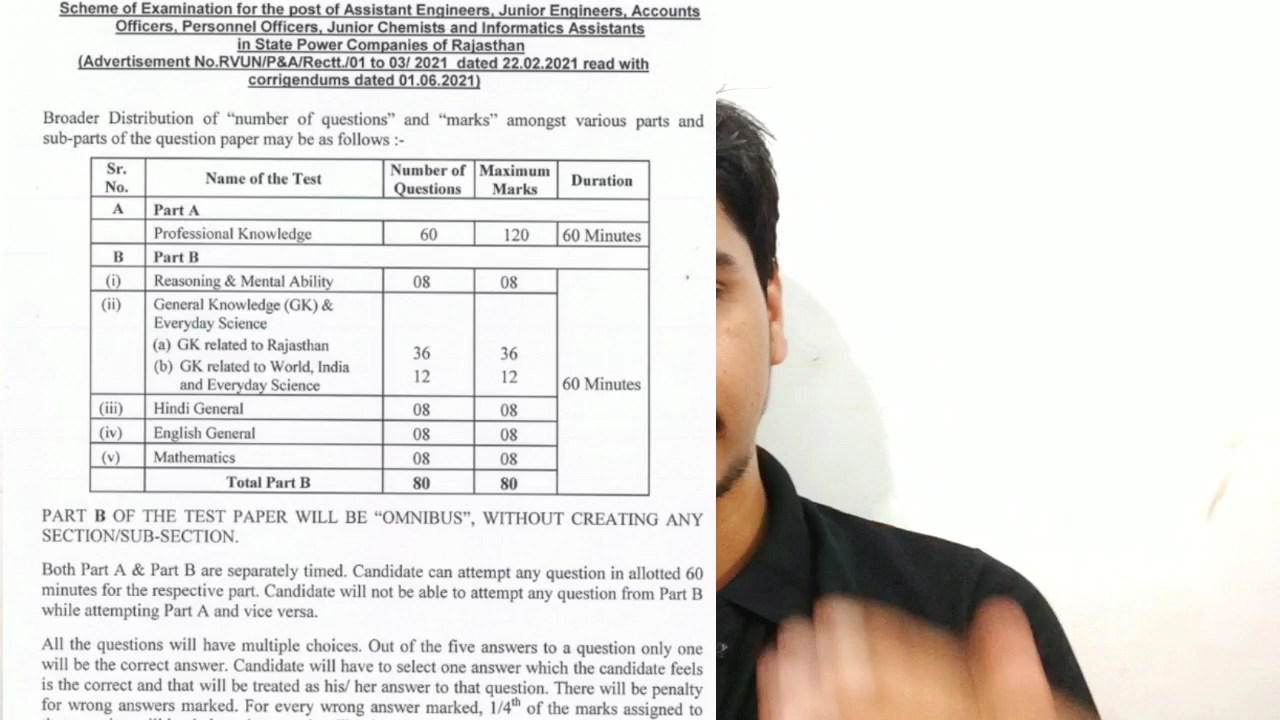 Scheme of Examination for the post of Assistant Engineers, Junior Engineers, Accounts
Officers, Personnel Officers, Junior Chemists and Informatics Assistants
in State Power Companies of Rajasthan
(Advertisement No.RVUN/P&A/Rectt./01 to 03/ 2021 dated 22.02.2021 read with
corrigendums dated 01.06.2021)
Broader Distribution of “number of questions” and “marks” amongst various parts and
sub-parts of the question paper may be as follows :-
Sr. No. Name of the Test Number of Questions Maximum Marks Duration
A Part A
Professional Knowledge 60 120 60 Minutes
B Part B
(i) Reasoning & Mental Ability 08 08
(ii) General Knowledge (GK) &
Everyday Science
(a) GK related to Rajasthan 36 36
(b) GK related to World, India
and Everyday Science 12 12
60 Minutes
(iii) Hindi General 08 08
(iv) English General 08 08
(v) Mathematics 08 08
Total Part B 80 80
PART B OF THE TEST PAPER WILL BE “OMNIBUS”, WITHOUT CREATING ANY
SECTION/SUB-SECTION.
Both Part A & Part B are separately timed. Candidate can attempt any question in allotted 60
minutes for the respective part. Candidate will not be able to attempt any question from Part B
while attempting Part A and vice versa.
All the questions will have multiple choices. Out of the five answers to a question only one
will be the correct answer. Candidate will have to select one answer which the candidate feels
is the correct and that will be treated as his/ her answer to that question. There will be penalty
for wrong answers marked. For every wrong answer marked, 1/4th of the marks assigned to